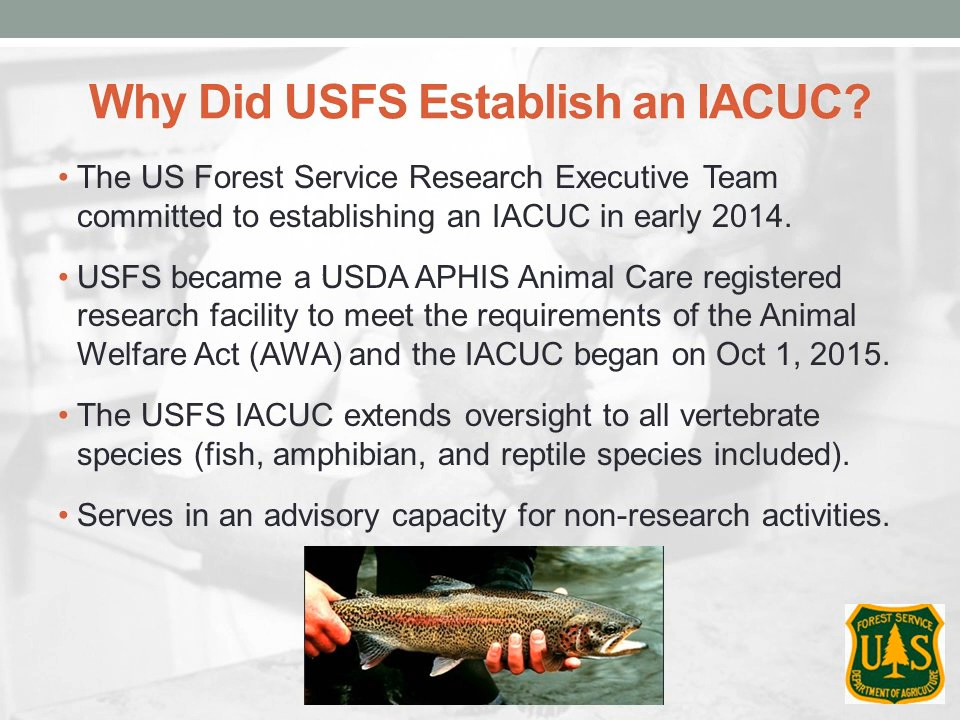 Why Did USFS Establish an IACUC?
• The US Forest Service Research Executive Team
committed to establishing an IACUC in early 2014.
• USFS became a USDA APHIS Animal Care registered
research facility to meet the requirements of the Animal
Welfare Act (AWA) and the IACUC began on Oct 1, 2015.
• The USFS IACUC extends oversight to all vertebrate
species (fish, amphibian, and reptile species included).
• Serves in an advisory capacity for non-research activities.
FOREST SERVICE
U S
DEPARTMENT OF AGRICULTURE